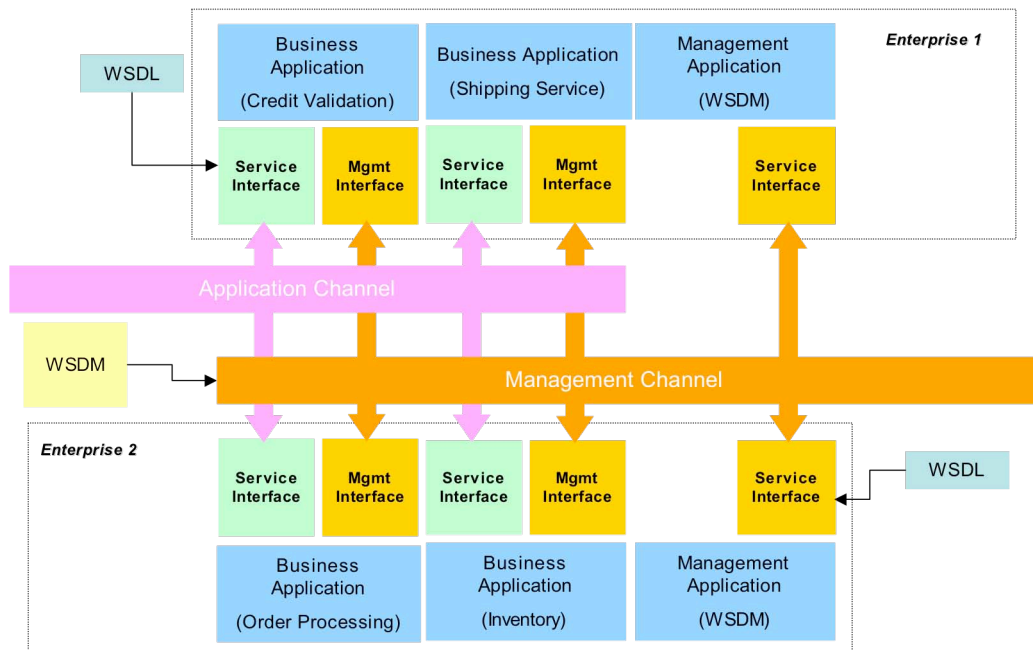 Enterprise 1
WSDL
Business
Application
(Credit Validation)
Business Application
(Shipping Service)
Management
Application
(WSDM)
Service
Interface
Mgmt
Interface
Service
Interface
Mgmt
Interface
Service
Interface
Application Channel
WSDM
Management Channel
Enterprise 2
Service
Interface
Mgmt
Interface
Service
Interface
Mgmt
Interface
Service
Interface
WSDL
Business
Application
(Order Processing)
Business
Application
(Inventory)
Management
Application
(WSDM)